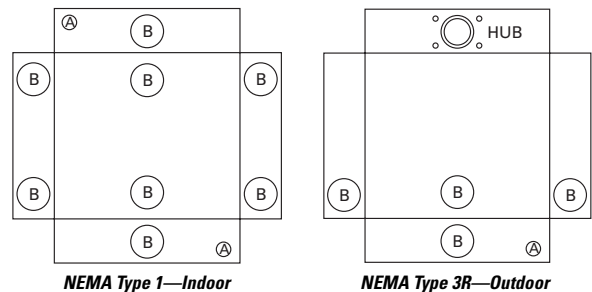 A B
HUB
B B B
B B B
B B B B
B A
B A
NEMA Type 1—Indoor
NEMA Type 3R—Outdoor